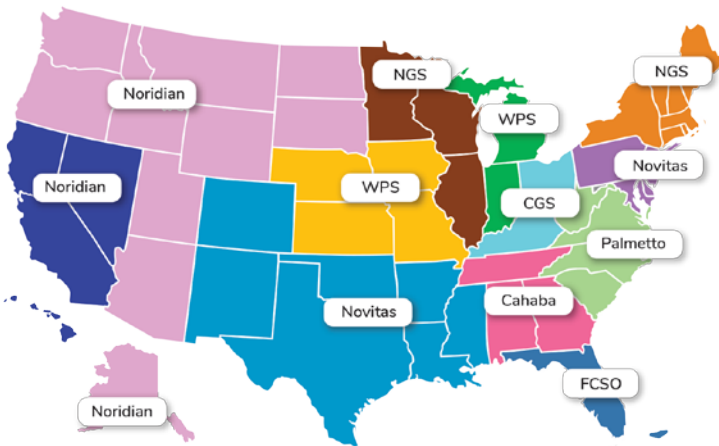 NGS
NGS
Noridian
WPS
Novitas
Noridian
WPS
CGS
Palmetto
Cahaba
Novitas
FCSO
Noridian